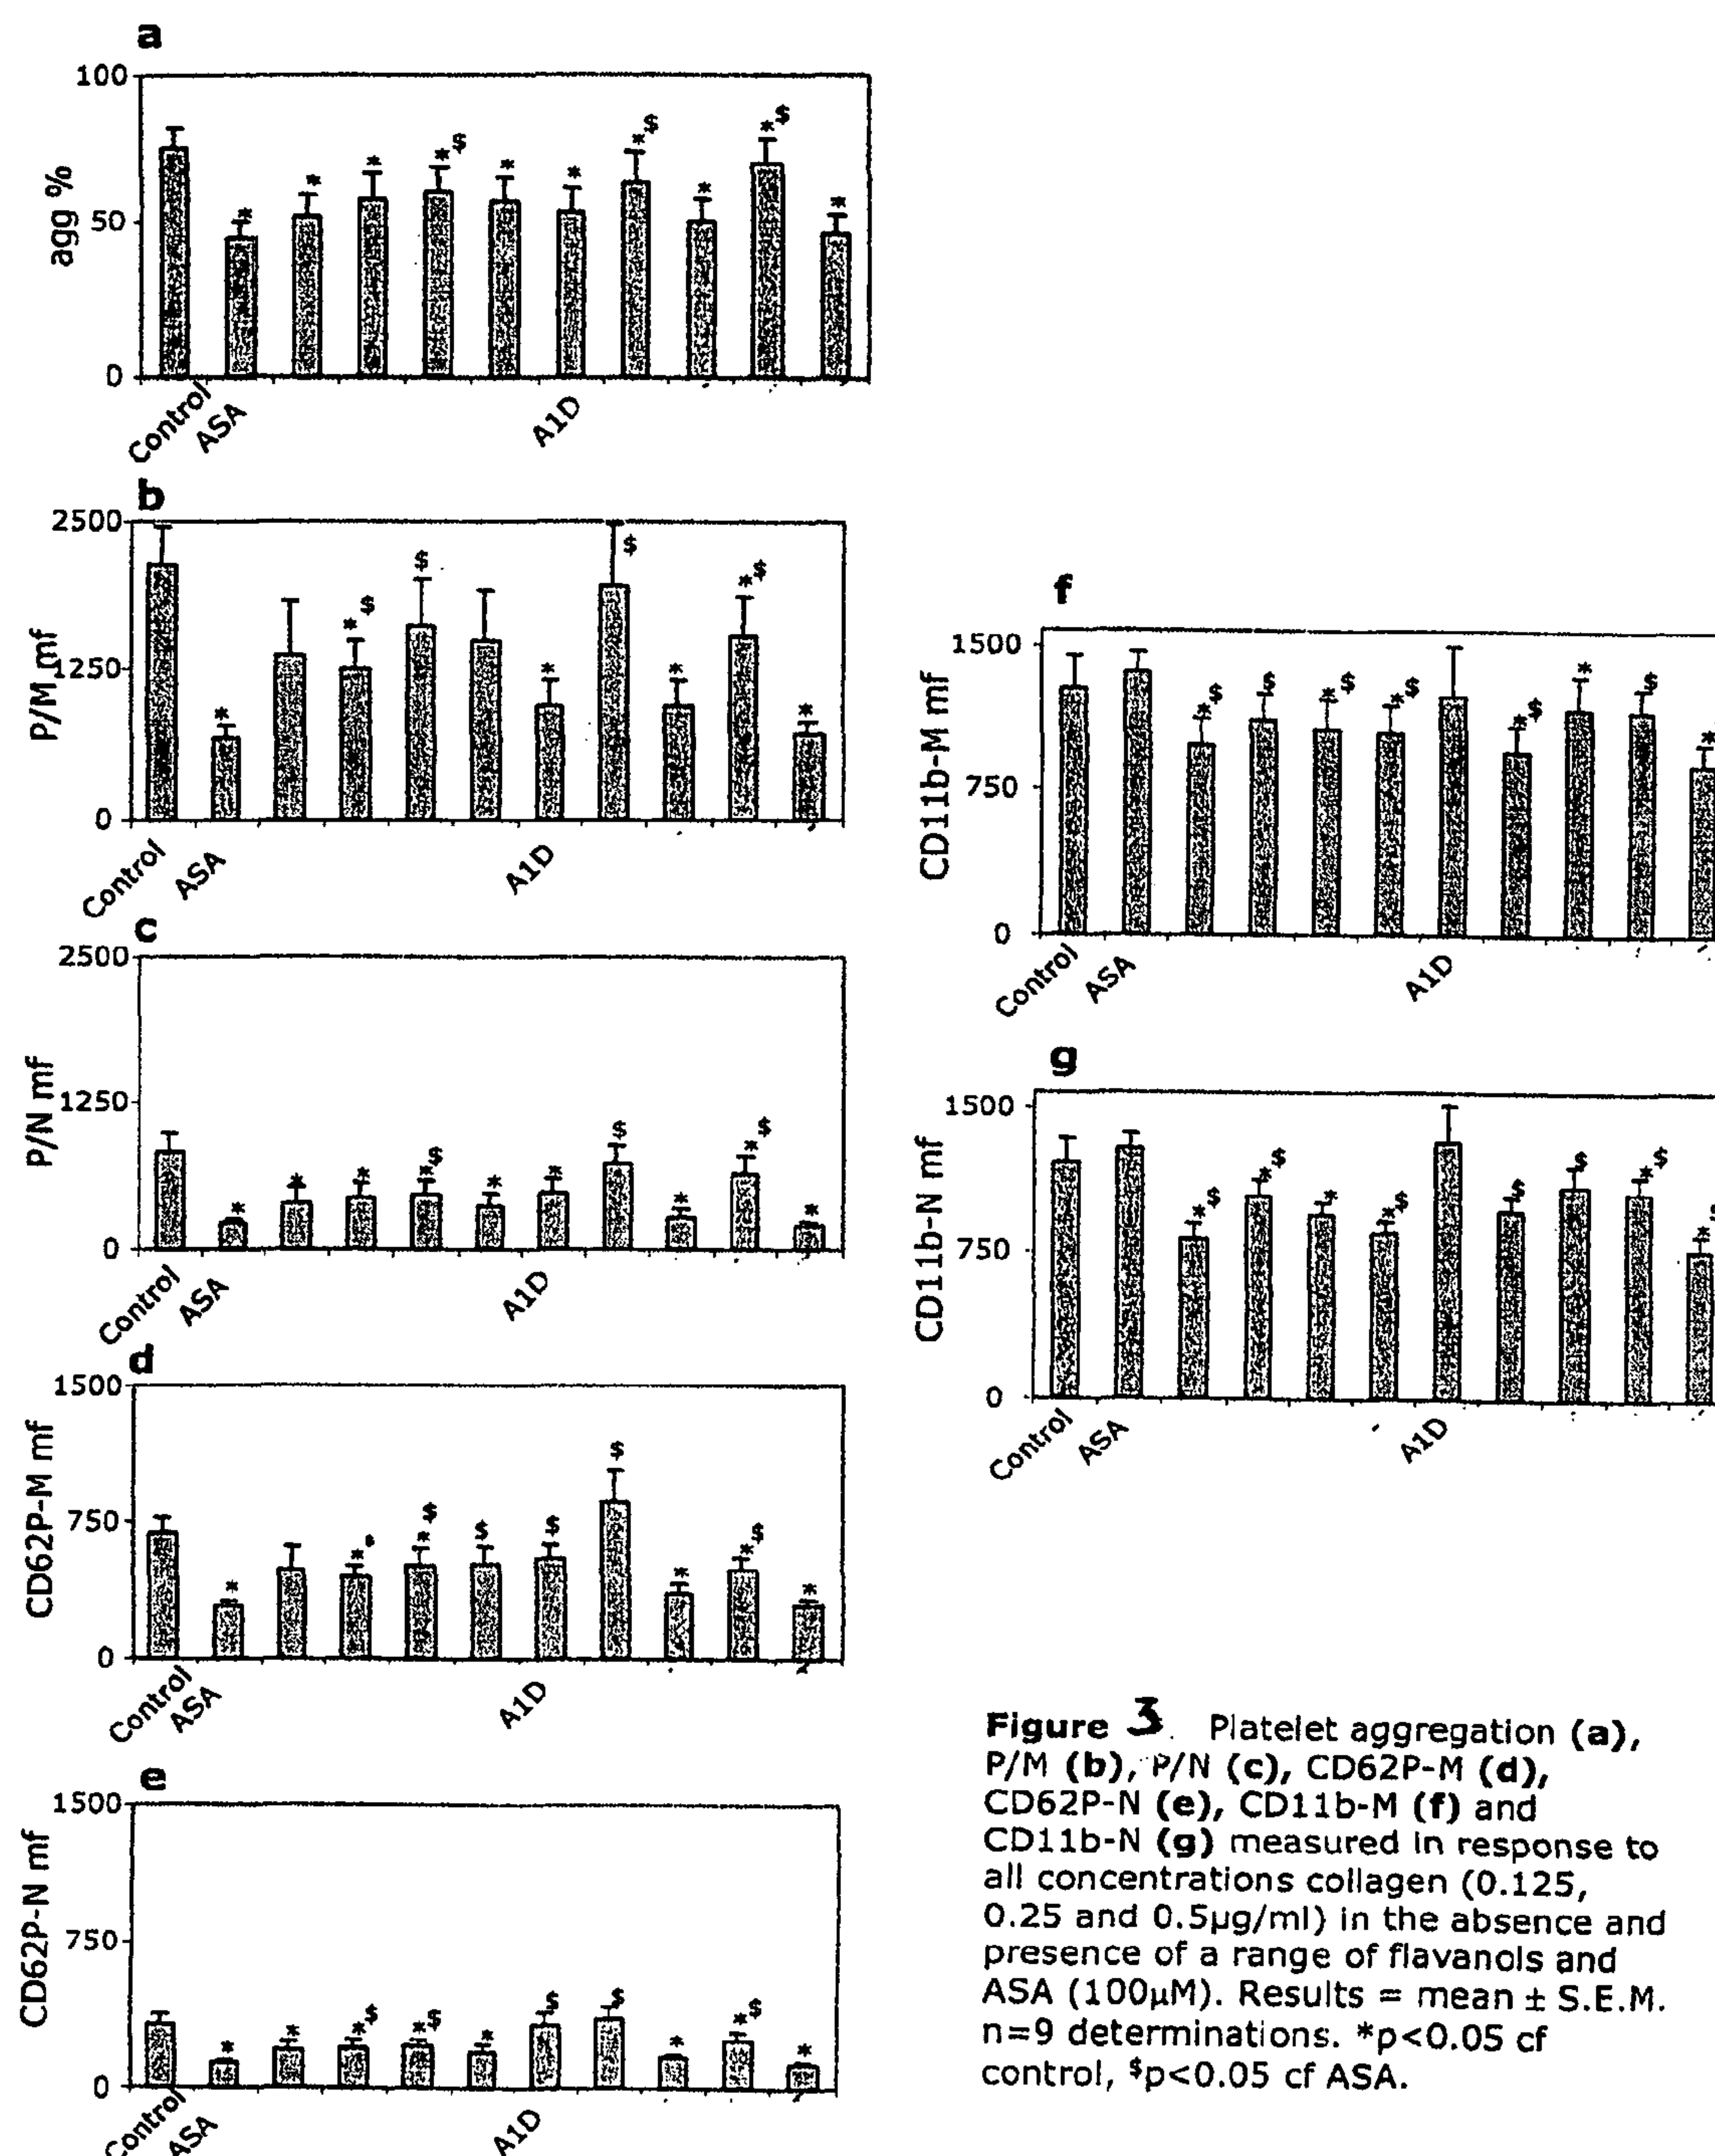 a
100
50
0
agg %
* * * *$ * * *$ * *$ *
Control
ASA
A1D
b
2500
1250
0
P/M mf
* *$ $ * $ * *$ *
Control
ASA
A1D
c
2500
1250
0
P/N mf
* * * *$ * * $ * *$ *
Control
ASA
A1D
d
1500
750
0
CD62P-M mf
* * *$ $ $ $ * *$ *
Control
ASA
A1D
e
1500
750
0
CD62P-N mf
* * *$ *$ * $ $ * *$ *
Control
ASA
A1D
f
1500
750
0
CD11b-M mf
*$ $ *$ *$ *$ * $ *
Control
ASA
A1D
g
1500
750
0
CD11b-N mf
*$ *$ * *$ $ $ *$ *
Control
ASA
A1D
Figure 3. Platelet aggregation (a),
P/M (b), P/N (c), CD62P-M (d),
CD62P-N (e), CD11b-M (f) and
CD11b-N (g) measured in response to
all concentrations collagen (0.125,
0.25 and 0.5µg/ml) in the absence and
presence of a range of flavanols and
ASA (100µM). Results = mean ± S.E.M.
n=9 determinations. *p<0.05 cf
control, $p<0.05 cf ASA.